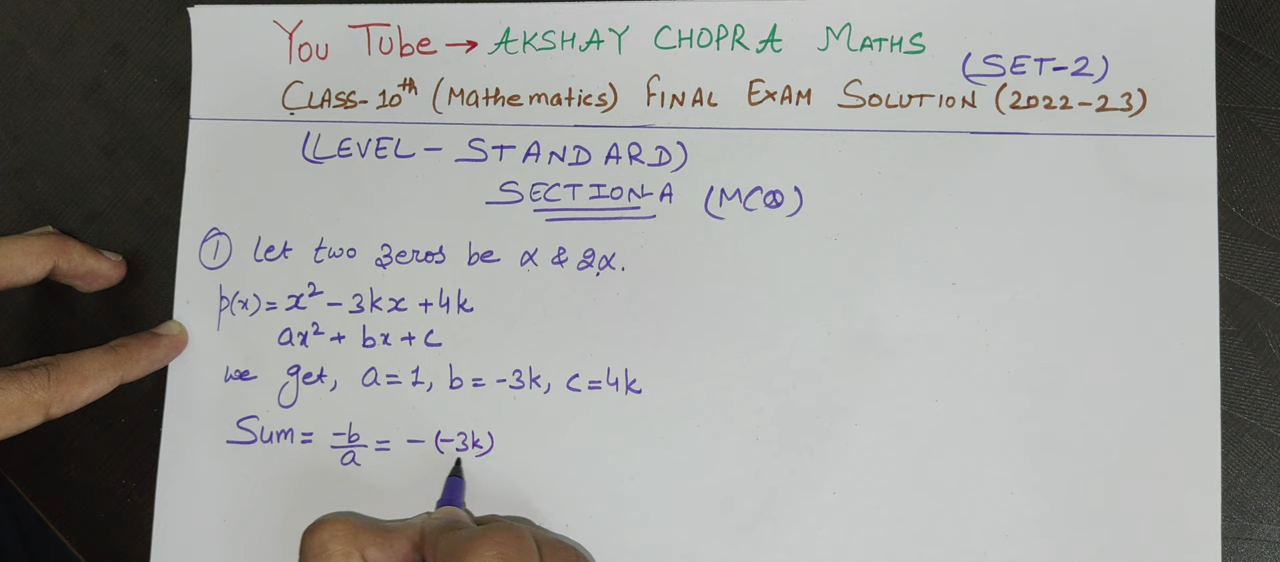 You Tube → AKSHAY CHOPRA MATHS
(SET-2)
CLASS-10th (Mathematics) FINAL EXAM SOLUTION (2022-23)
(LEVEL - STANDARD)
SECTION-A (MCQ)
① let two zeros be α & 2α.
p(x) = x² - 3kx + 4k
ax² + bx + c
we get, a = 1, b = -3k, c = 4k
Sum = -b/a = - (-3k)